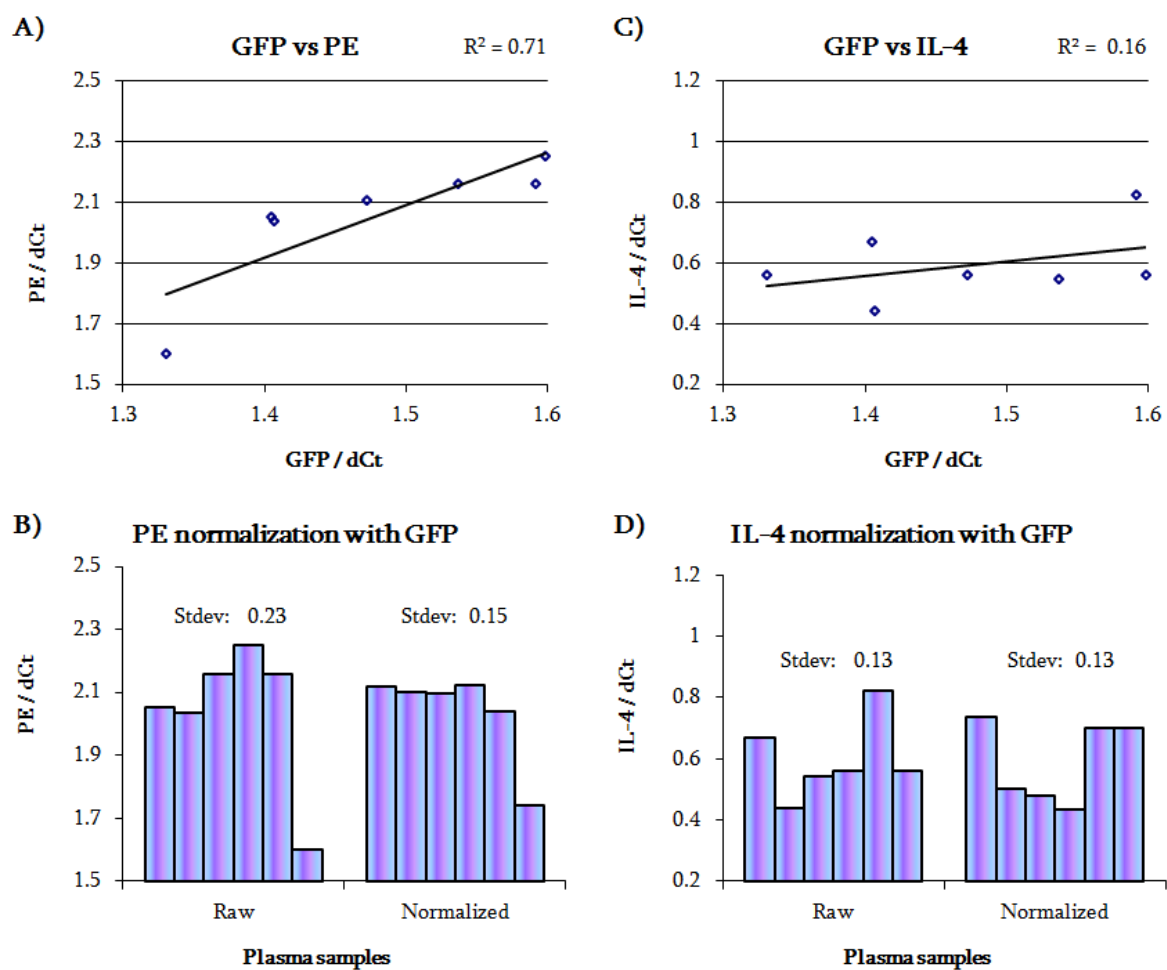 A)
GFP vs PE
R² = 0.71
2.5
2.3
2.1
1.9
1.7
1.5
PE / dCt
1.3 1.4 1.5 1.6
GFP / dCt
C)
GFP vs IL-4
R² = 0.16
1.2
1
0.8
0.6
0.4
0.2
IL-4 / dCt
1.3 1.4 1.5 1.6
GFP / dCt
B)
PE normalization with GFP
2.5
2.3
2.1
1.9
1.7
1.5
PE / dCt
Stdev: 0.23
Stdev: 0.15
Raw Normalized
Plasma samples
D)
IL-4 normalization with GFP
1.2
1
0.8
0.6
0.4
0.2
IL-4 / dCt
Stdev: 0.13
Stdev: 0.13
Raw Normalized
Plasma samples